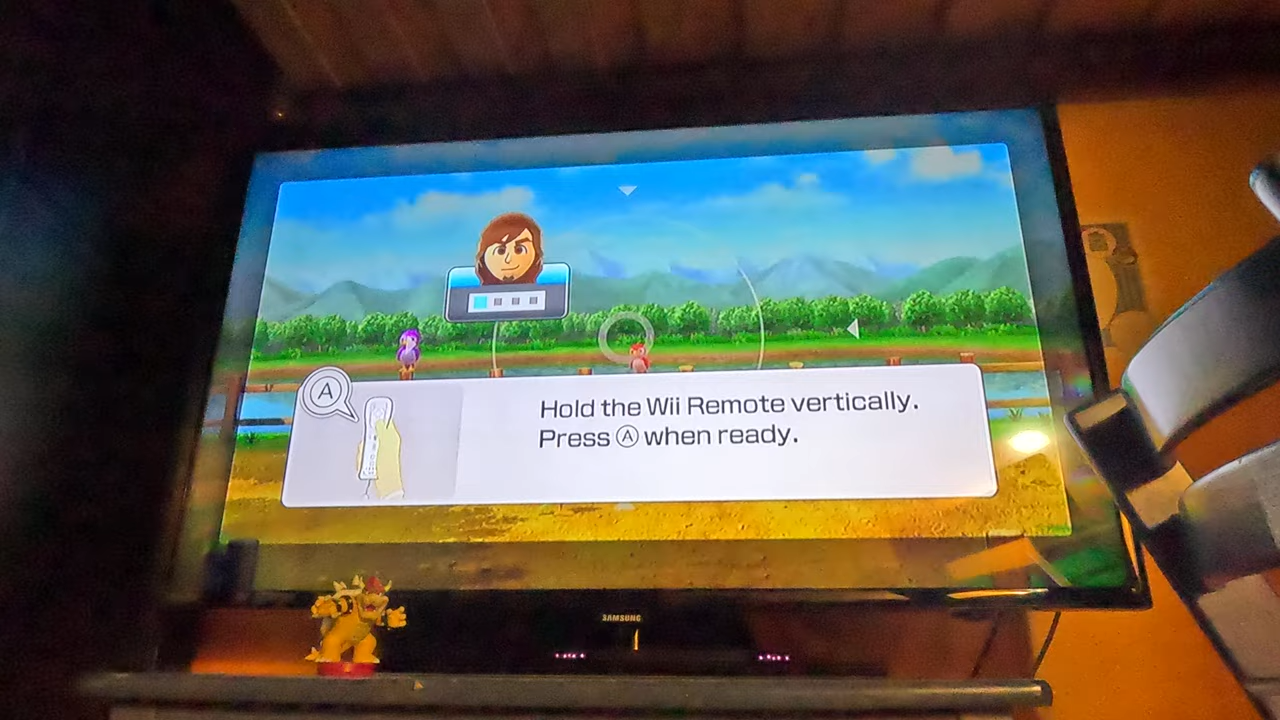 A
Hold the Wii Remote vertically.
Press Ⓐ when ready.
SAMSUNG